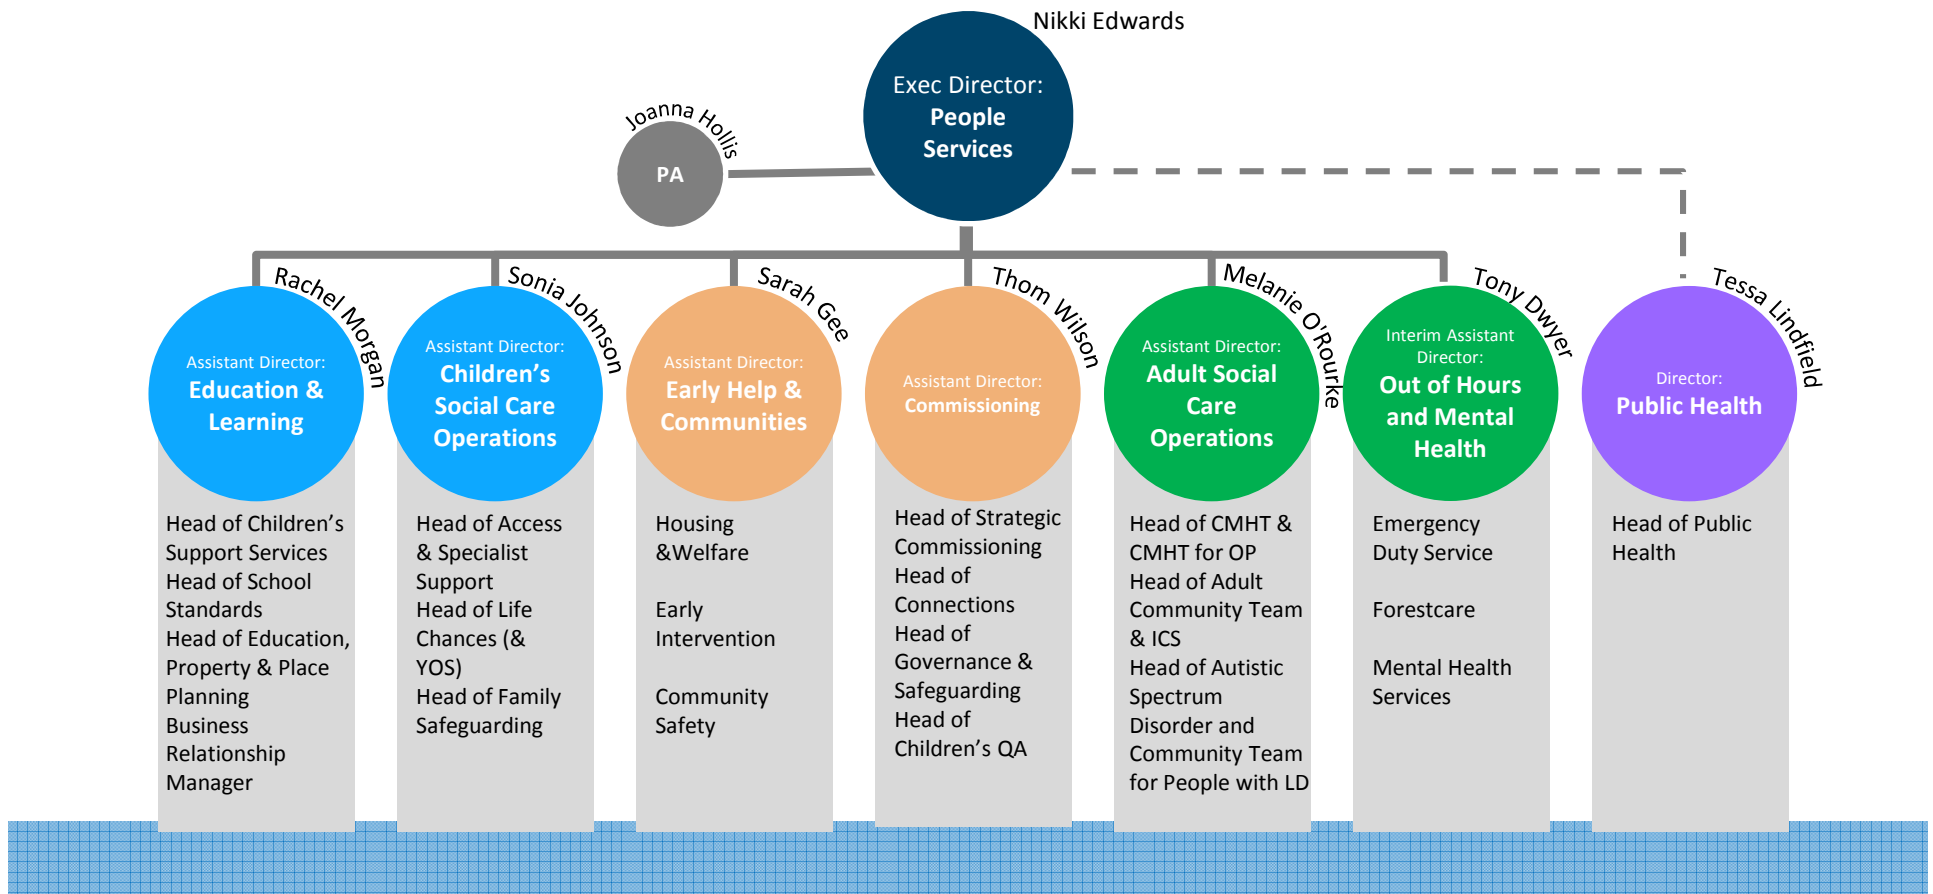 Nikki Edwards
Exec Director:
People
Services
Joanna Hollis
PA
Rachel Morgan
Assistant Director:
Education &
Learning
Head of Children’s
Support Services
Head of School
Standards
Head of Education,
Property & Place
Planning
Business
Relationship
Manager
Sonia Johnson
Assistant Director:
Children’s
Social Care
Operations
Head of Access
& Specialist
Support
Head of Life
Chances (&
YOS)
Head of Family
Safeguarding
Sarah Gee
Assistant Director:
Early Help &
Communities
Housing
&Welfare
Early
Intervention
Community
Safety
Thom Wilson
Assistant Director:
Commissioning
Head of Strategic
Commissioning
Head of
Connections
Head of
Governance &
Safeguarding
Head of
Children’s QA
Melanie O'Rourke
Assistant Director:
Adult Social
Care
Operations
Head of CMHT &
CMHT for OP
Head of Adult
Community Team
& ICS
Head of Autistic
Spectrum
Disorder and
Community Team
for People with LD
Tony Dwyer
Interim Assistant
Director:
Out of Hours
and Mental
Health
Emergency
Duty Service
Forestcare
Mental Health
Services
Tessa Lindfield
Director:
Public Health
Head of Public
Health